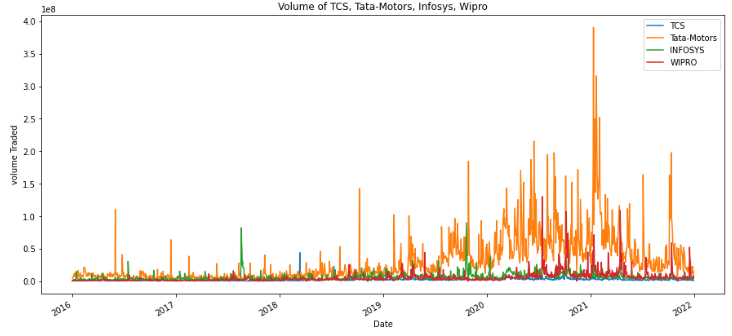 Volume of TCS, Tata-Motors, Infosys, Wipro
1e8
TCS
Tata-Motors
INFOSYS
WIPRO
4.0
3.5
3.0
2.5
2.0
1.5
1.0
0.5
0.0
volume Traded
2016
2017
2018
2019
2020
2021
2022
Date